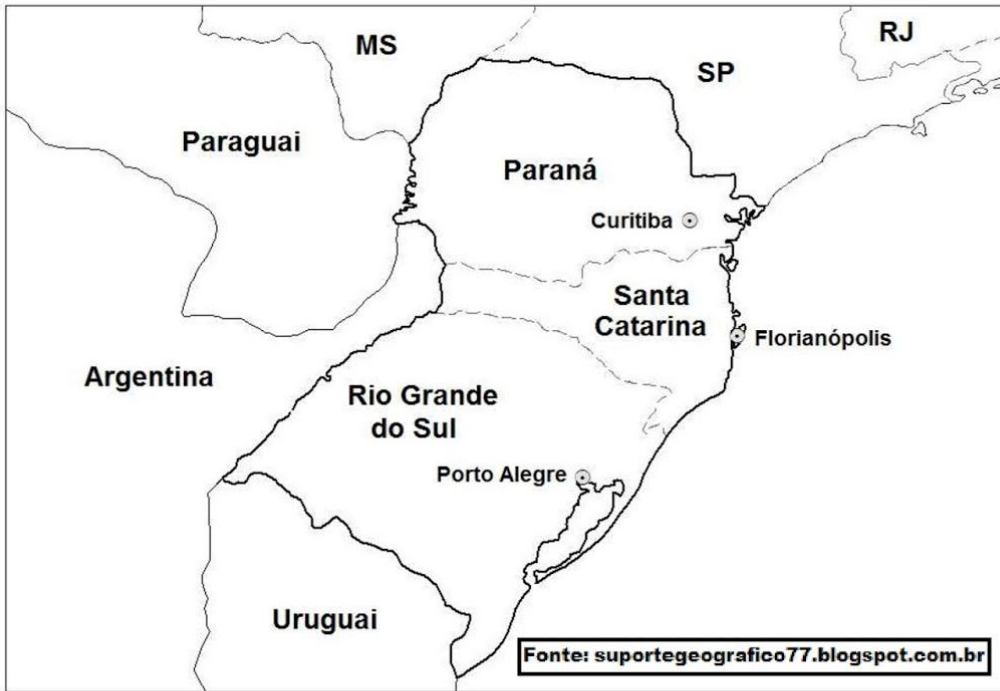 MS
RJ
SP
Paraguai
Paraná
Curitiba
Santa
Catarina
Florianópolis
Argentina
Rio Grande
do Sul
Porto Alegre
Uruguai
Fonte: suportegeografico77.blogspot.com.br